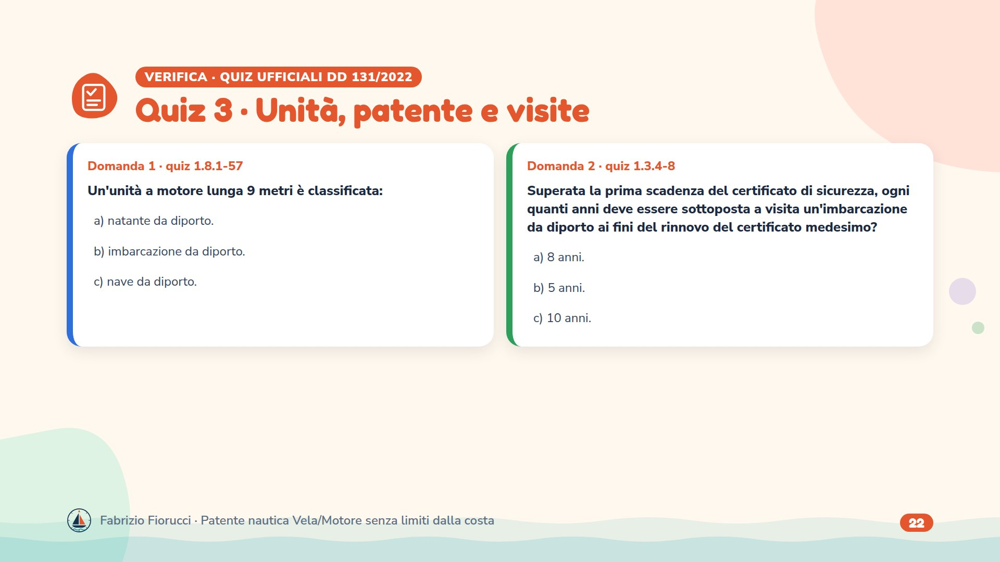 VERIFICA · QUIZ UFFICIALI DD 131/2022
Quiz 3 · Unità, patente e visite
Domanda 1 · quiz 1.8.1-57
Un'unità a motore lunga 9 metri è classificata:
a) natante da diporto.
b) imbarcazione da diporto.
c) nave da diporto.
Domanda 2 · quiz 1.3.4-8
Superata la prima scadenza del certificato di sicurezza, ogni
quanti anni deve essere sottoposta a visita un'imbarcazione
da diporto ai fini del rinnovo del certificato medesimo?
a) 8 anni.
b) 5 anni.
c) 10 anni.
Fabrizio Fiorucci · Patente nautica Vela/Motore senza limiti dalla costa
22